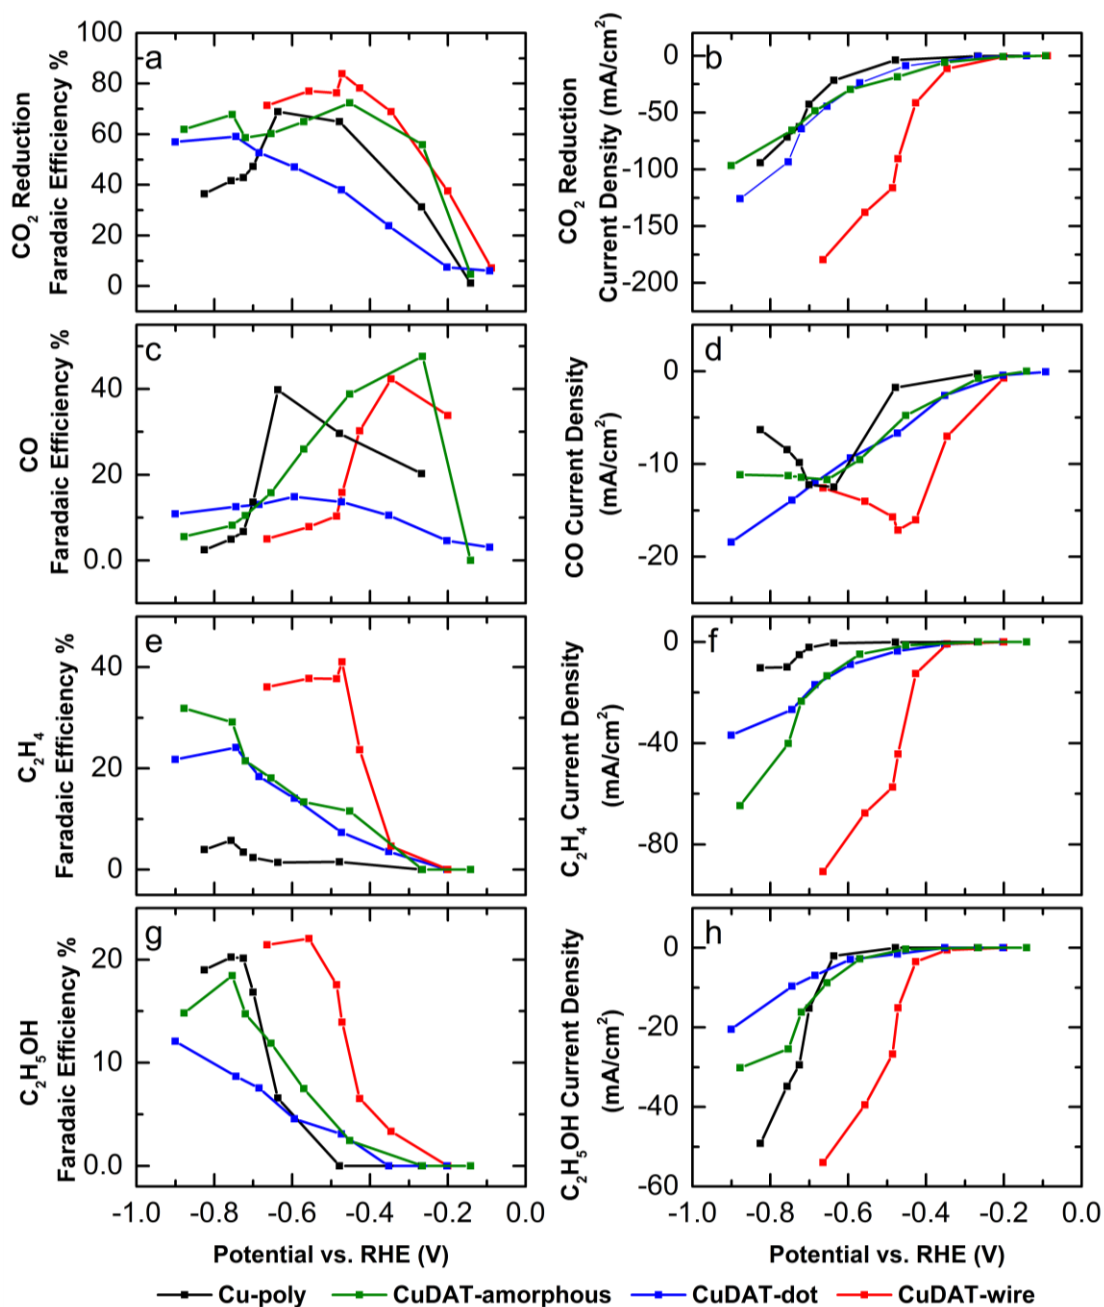 a
CO₂ Reduction
Faradaic Efficiency %
100
80
60
40
20
0
b
CO₂ Reduction
Current Density (mA/cm²)
0
-50
-100
-150
-200
c
CO
Faradaic Efficiency %
40
20
0.0
d
CO Current Density
(mA/cm²)
0
-10
-20
e
C₂H₄
Faradaic Efficiency %
40
20
0
f
C₂H₄ Current Density
(mA/cm²)
0
-40
-80
g
C₂H₅OH
Faradaic Efficiency %
20
10
0.0
h
C₂H₅OH Current Density
(mA/cm²)
0
-20
-40
-60
-1.0 -0.8 -0.6 -0.4 -0.2 0.0
-1.0 -0.8 -0.6 -0.4 -0.2 0.0
Potential vs. RHE (V)
Potential vs. RHE (V)
Cu-poly CuDAT-amorphous CuDAT-dot CuDAT-wire